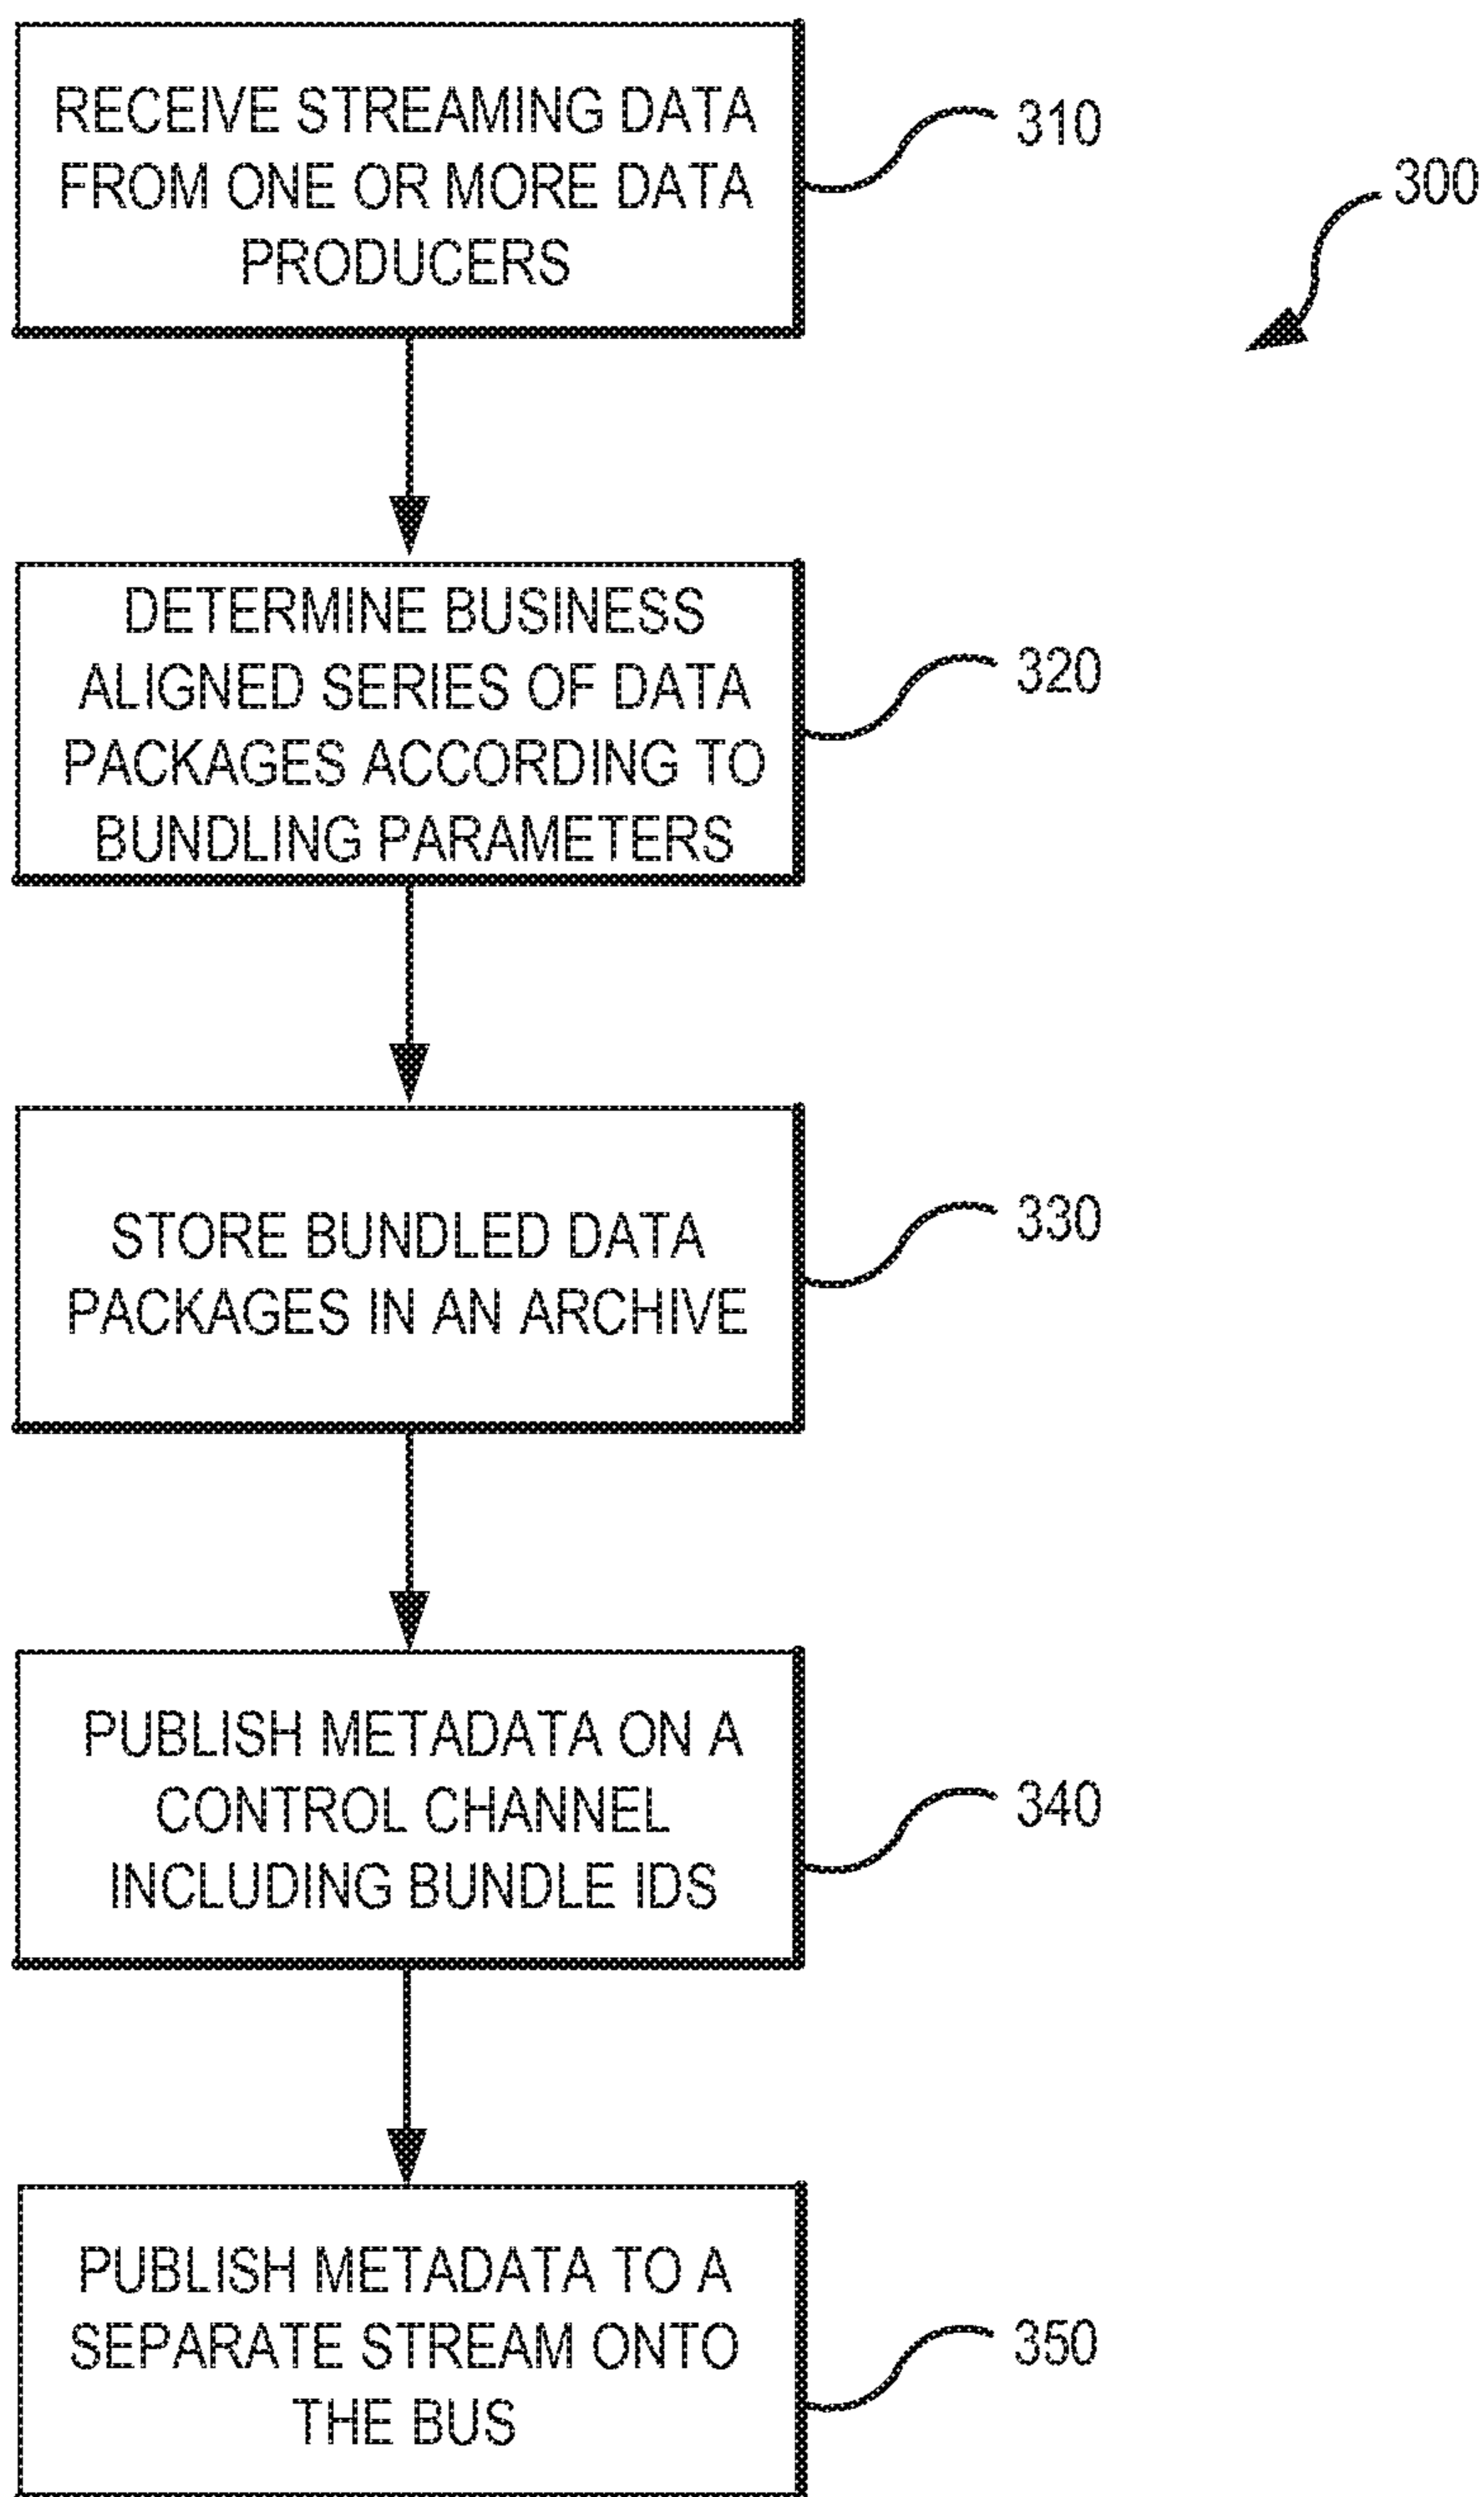 RECEIVE STREAMING DATA
FROM ONE OR MORE DATA
PRODUCERS
310
300
DETERMINE BUSINESS
ALIGNED SERIES OF DATA
PACKAGES ACCORDING TO
BUNDLING PARAMETERS
320
STORE BUNDLED DATA
PACKAGES IN AN ARCHIVE
330
PUBLISH METADATA ON A
CONTROL CHANNEL
INCLUDING BUNDLE IDS
340
PUBLISH METADATA TO A
SEPARATE STREAM ONTO
THE BUS
350